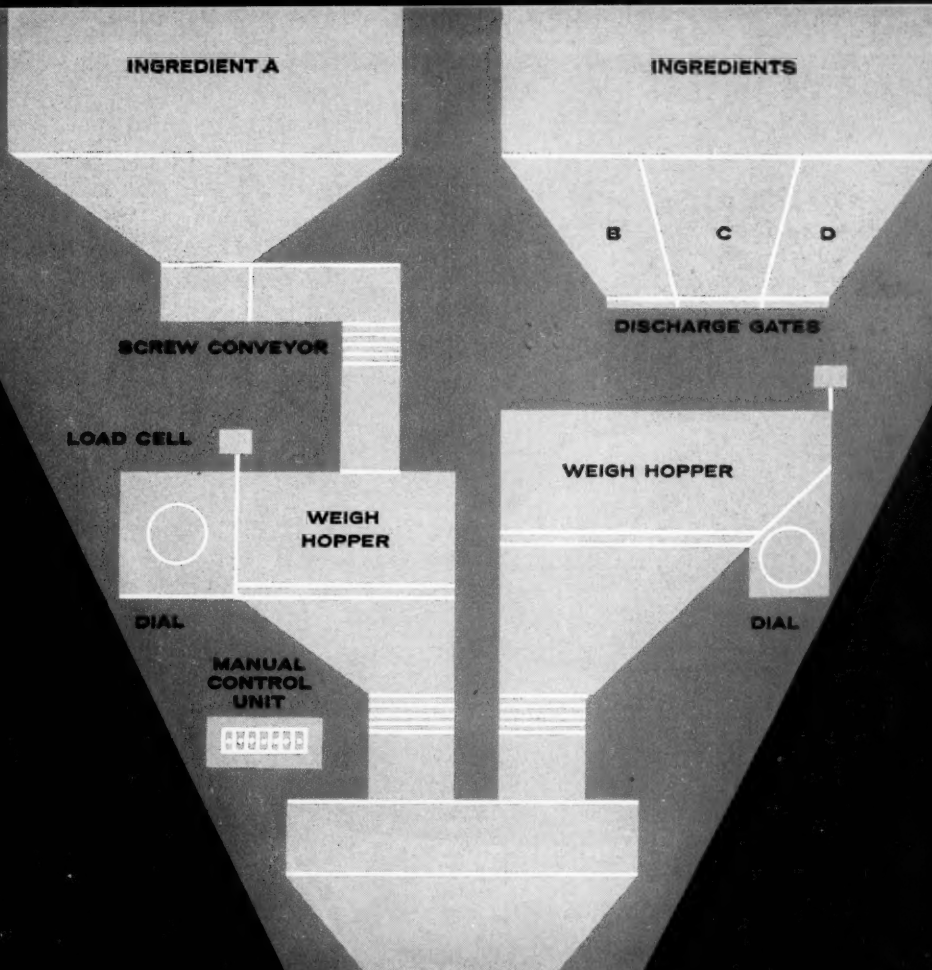 INGREDIENT A
INGREDIENTS
B
C
D
DISCHARGE GATES
SCREW CONVEYOR
LOAD CELL
WEIGH HOPPER
WEIGH
HOPPER
DIAL
DIAL
MANUAL
CONTROL
UNIT